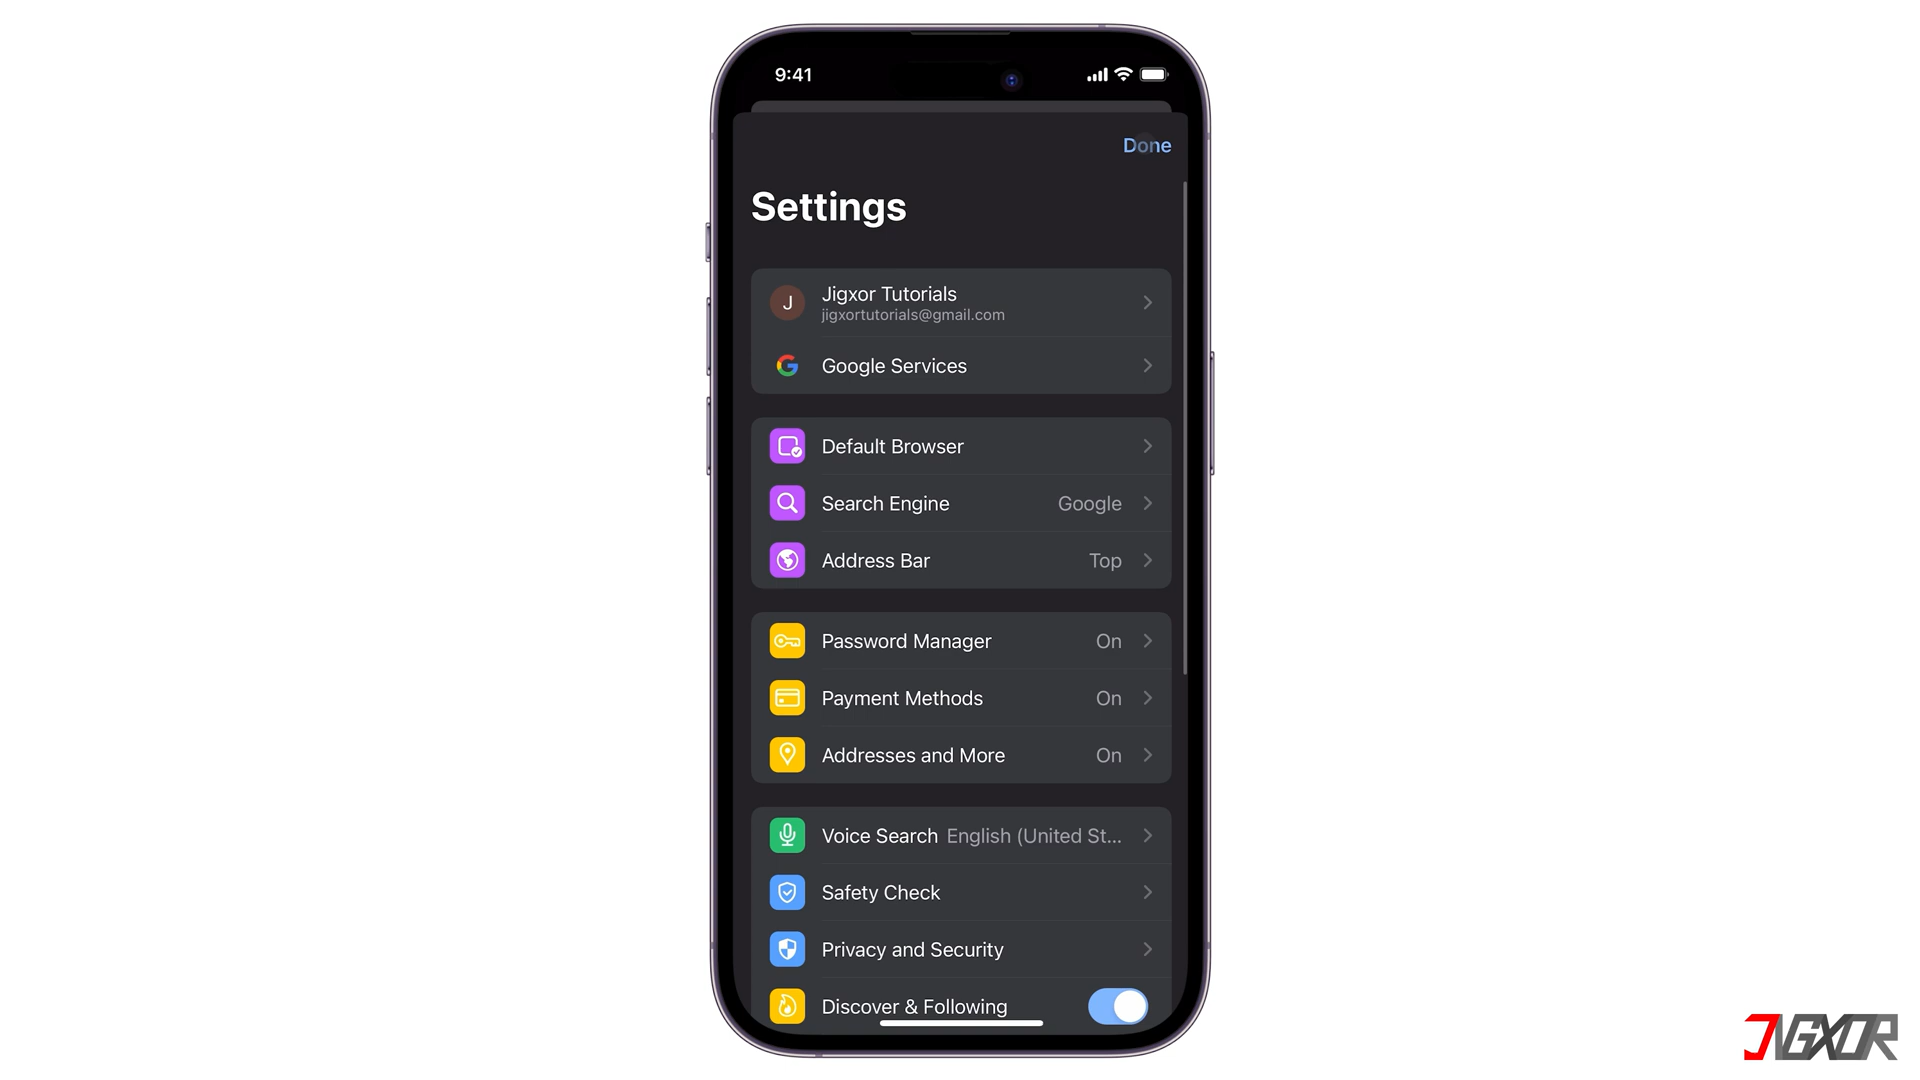 9:41
Done
Settings
J
Jigxor Tutorials
jigxortutorials@gmail.com
Google Services
Default Browser
Search Engine Google
Address Bar Top
Password Manager On
Payment Methods On
Addresses and More On
Voice Search English (United St...
Safety Check
Privacy and Security
Discover & Following
JIGXOR